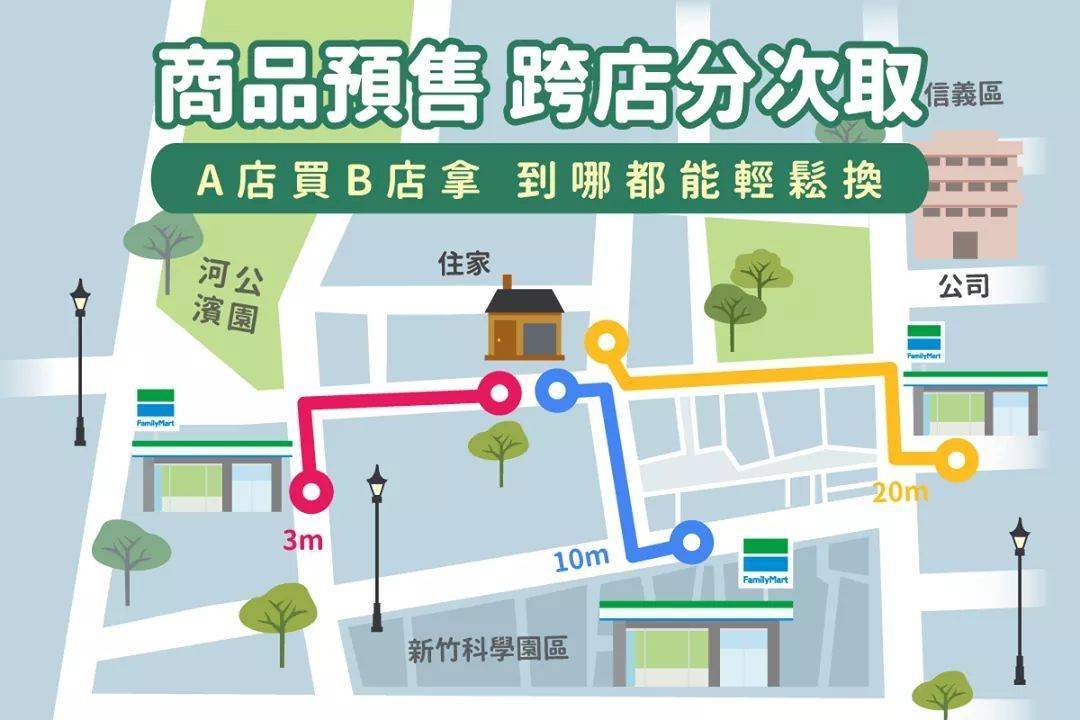 商品預售 跨店分次取
信義區
A店買B店拿 到哪都能輕鬆換
住家
河公
濱園
公司
FamilyMart
FamilyMart
3m
20m
10m
FamilyMart
新竹科學園區